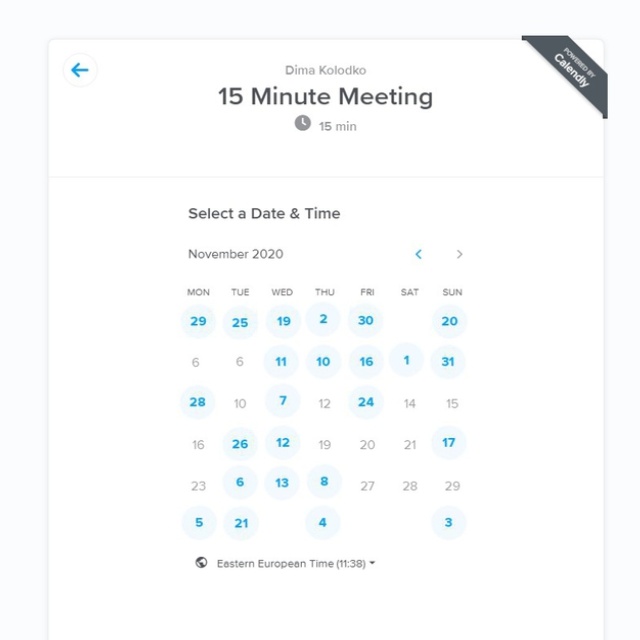 POWERED BY
Calendly
Dima Kolodko
15 Minute Meeting
15 min
Select a Date & Time
November 2020
MON TUE WED THU FRI SAT SUN
29 25 19 2 30 20
6 6 11 10 16 1 31
28 10 7 12 24 14 15
16 26 12 19 20 21 17
23 6 13 8 27 28 29
5 21 4 3
Eastern European Time (11:38)